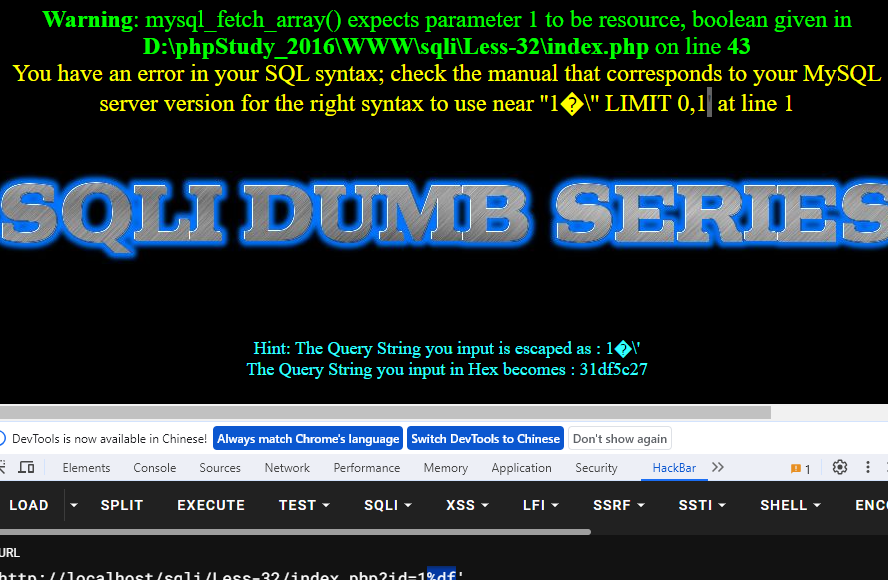 Warning: mysql_fetch_array() expects parameter 1 to be resource, boolean given in
D:\phpStudy_2016\WWW\sqli\Less-32\index.php on line 43
You have an error in your SQL syntax; check the manual that corresponds to your MySQL
server version for the right syntax to use near ''1�\'' LIMIT 0,1' at line 1
SQLI DUMB SERIES
Hint: The Query String you input is escaped as : 1�\'
The Query String you input in Hex becomes : 31df5c27
DevTools is now available in Chinese! Always match Chrome's language Switch DevTools to Chinese Don't show again
Elements Console Sources Network Performance Memory Application Security HackBar 1
LOAD SPLIT EXECUTE TEST SQLI XSS LFI SSRF SSTI SHELL ENC
URL
http://localhost/sqli/Less-32/index.php?id=1%df'